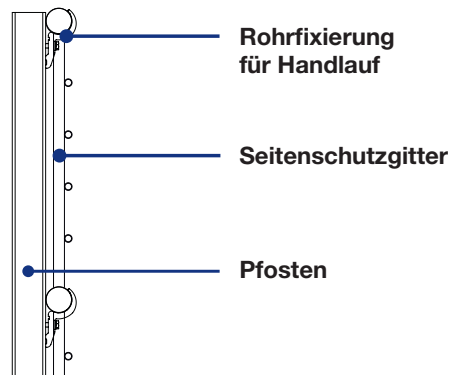 Rohrfixierung
für Handlauf
Seitenschutzgitter
Pfosten